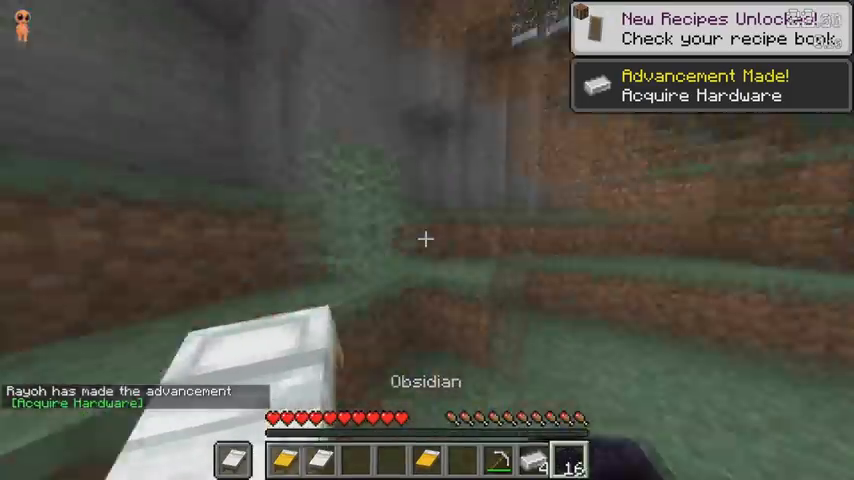 New Recipes Unlocked!
Check your recipe book
Advancement Made!
Acquire Hardware
Rayoh has made the advancement
[Acquire Hardware]
Obsidian
4
16